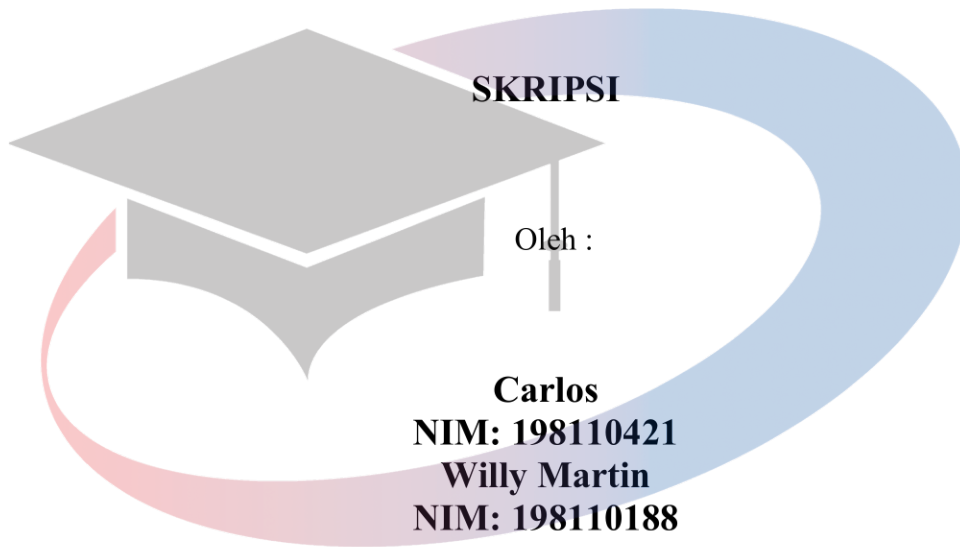 SKRIPSI
Oleh :
Carlos
NIM: 198110421
Willy Martin
NIM: 198110188